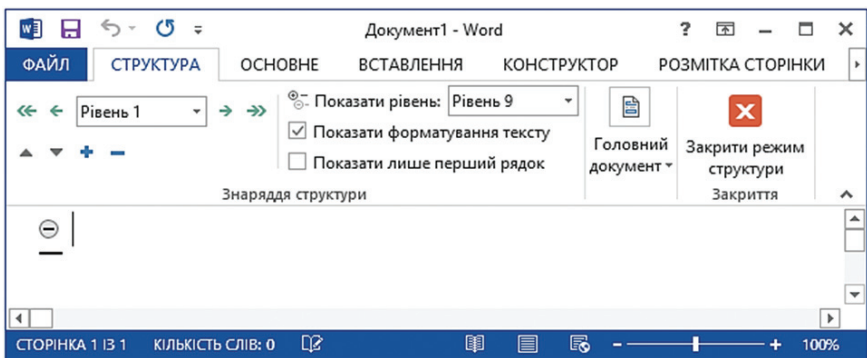 Документ1 - Word
ФАЙЛ СТРУКТУРА ОСНОВНЕ ВСТАВЛЕННЯ КОНСТРУКТОР РОЗМІТКА СТОРІНКИ
Рівень 1
Показати рівень: Рівень 9
Показати форматування тексту
Показати лише перший рядок
Головний документ
Закрити режим структури
Знаряддя структури
Закриття
СТОРІНКА 1 ІЗ 1 КІЛЬКІСТЬ СЛІВ: 0 100%